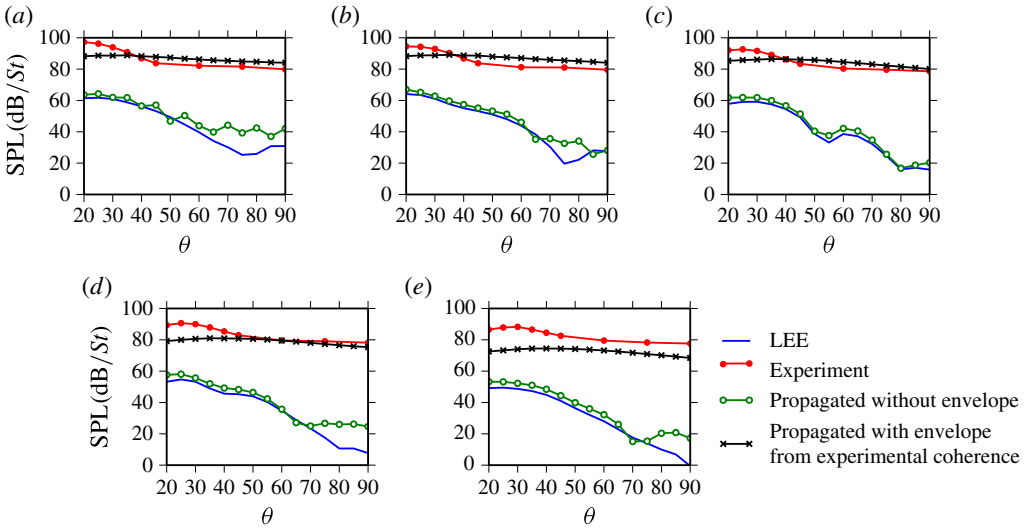 (a)
(b)
(c)
SPL(dB/St)
100
80
60
40
20
0
20 30 40 50 60 70 80 90
θ
100
80
60
40
20
0
20 30 40 50 60 70 80 90
θ
100
80
60
40
20
0
20 30 40 50 60 70 80 90
θ
(d)
(e)
SPL(dB/St)
100
80
60
40
20
0
20 30 40 50 60 70 80 90
θ
100
80
60
40
20
0
20 30 40 50 60 70 80 90
θ
LEE
Experiment
Propagated without envelope
Propagated with envelope
from experimental coherence